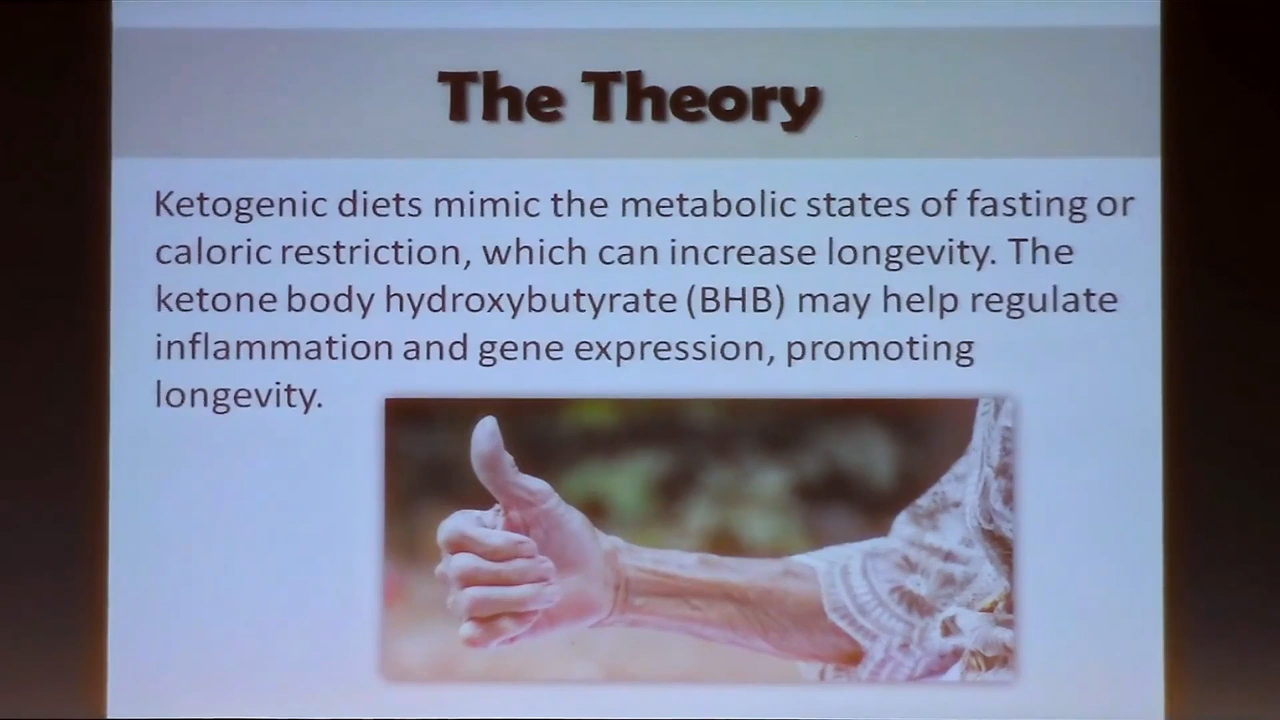 The Theory
Ketogenic diets mimic the metabolic states of fasting or
caloric restriction, which can increase longevity. The
ketone body hydroxybutyrate (BHB) may help regulate
inflammation and gene expression, promoting
longevity.